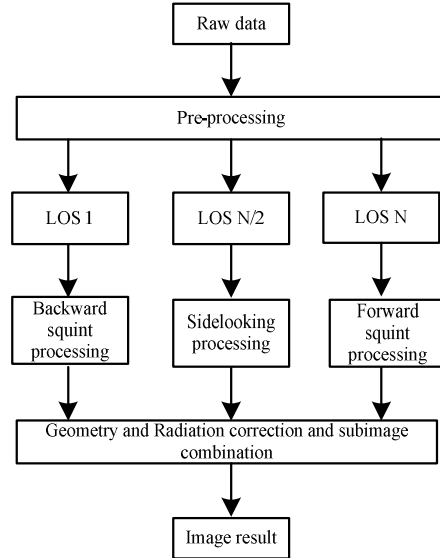 Raw data
Pre-processing
LOS 1
LOS N/2
LOS N
Backward
squint
processing
Sidelooking
processing
Forward
squint
processing
Geometry and Radiation correction and subimage
combination
Image result